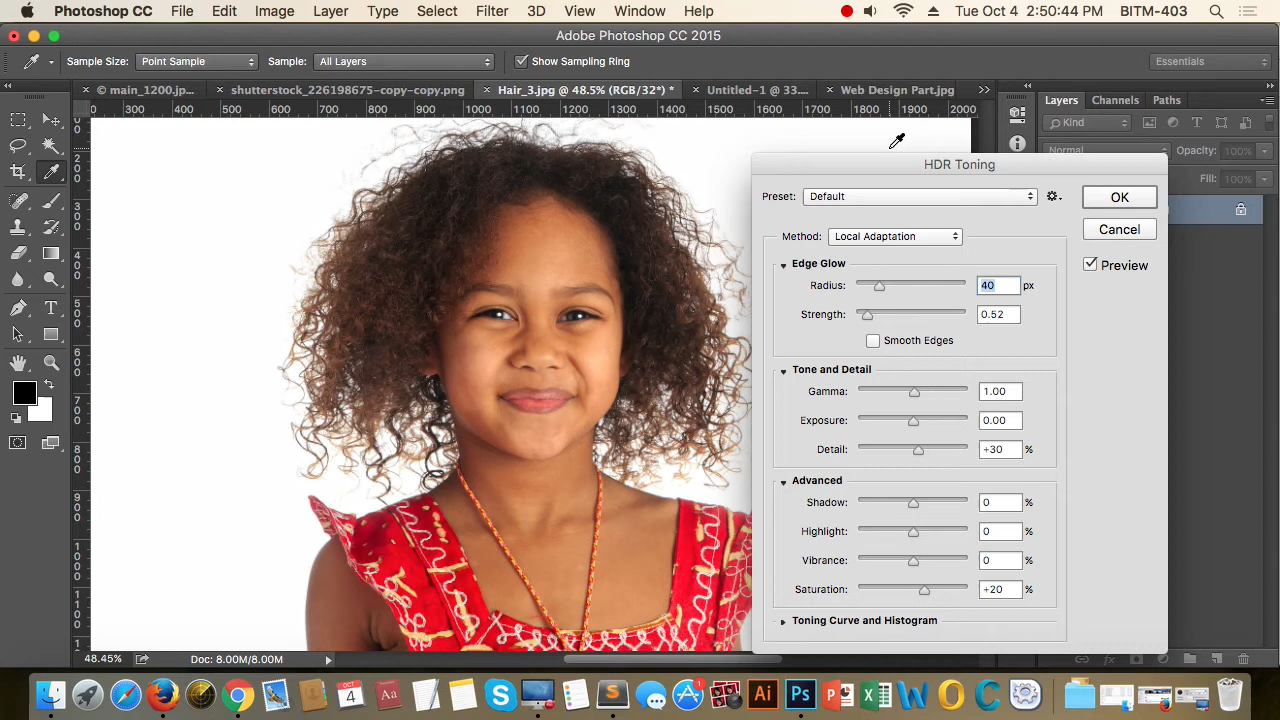 Photoshop CC File Edit Image Layer Type Select Filter 3D View Window Help Tue Oct 4 2:50:44 PM BITM-403
Adobe Photoshop CC 2015
Sample Size: Point Sample Sample: All Layers Show Sampling Ring Essentials
© main_1200.jp... shutterstock_226198675-copy-copy.png Hair_3.jpg @ 48.5% (RGB/32*) * Untitled-1 @ 33.... Web Design Part.jpg
300 400 500 600 700 800 900 1000 1100 1200 1300 1400 1500 1600 1700 1800 1900 2000
Layers Channels Paths
Kind
Normal Opacity: 100%
Fill: 100%
HDR Toning
Preset: Default OK
Method: Local Adaptation Cancel
Edge Glow Preview
Radius: 40 px
Strength: 0.52
Smooth Edges
Tone and Detail
Gamma: 1.00
Exposure: 0.00
Detail: +30 %
Advanced
Shadow: 0 %
Highlight: 0 %
Vibrance: 0 %
Saturation: +20 %
Toning Curve and Histogram
48.45% Doc: 8.00M/8.00M
OCT
4 Aa 1 Ai Ps